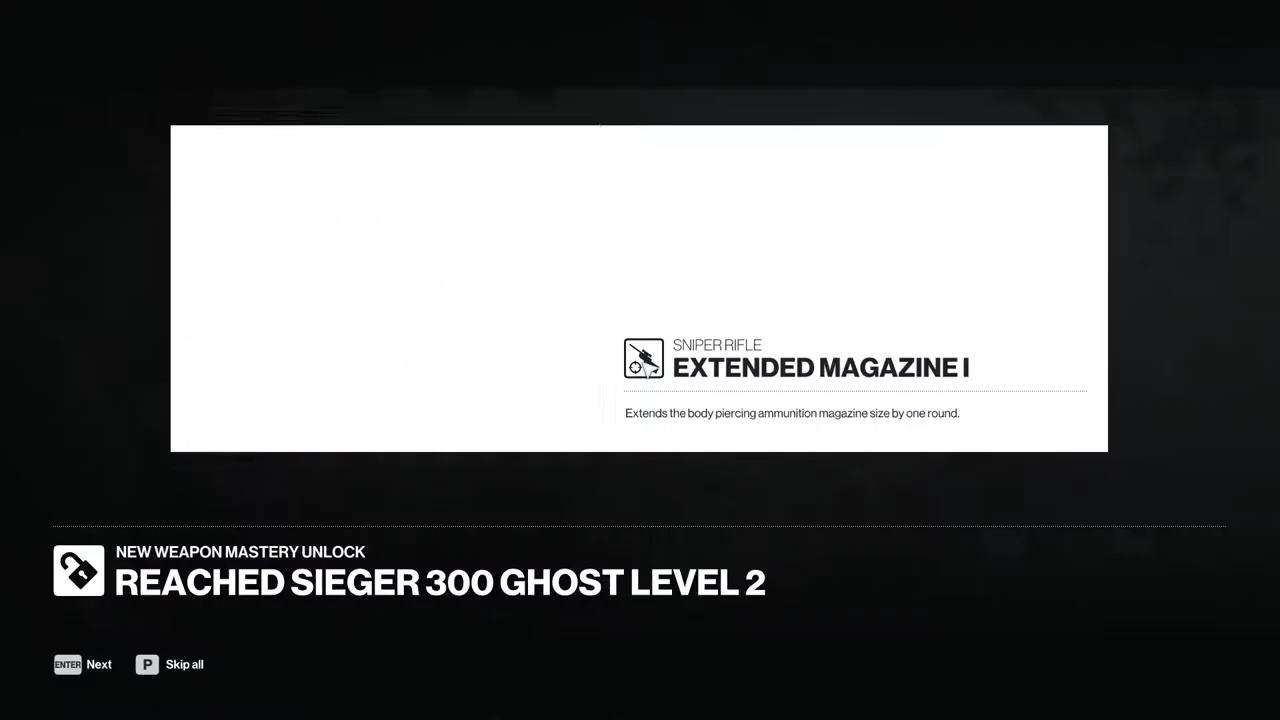 SNIPER RIFLE
EXTENDED MAGAZINE I
Extends the body piercing ammunition magazine size by one round.
NEW WEAPON MASTERY UNLOCK
REACHED SIEGER 300 GHOST LEVEL 2
ENTER Next P Skip all